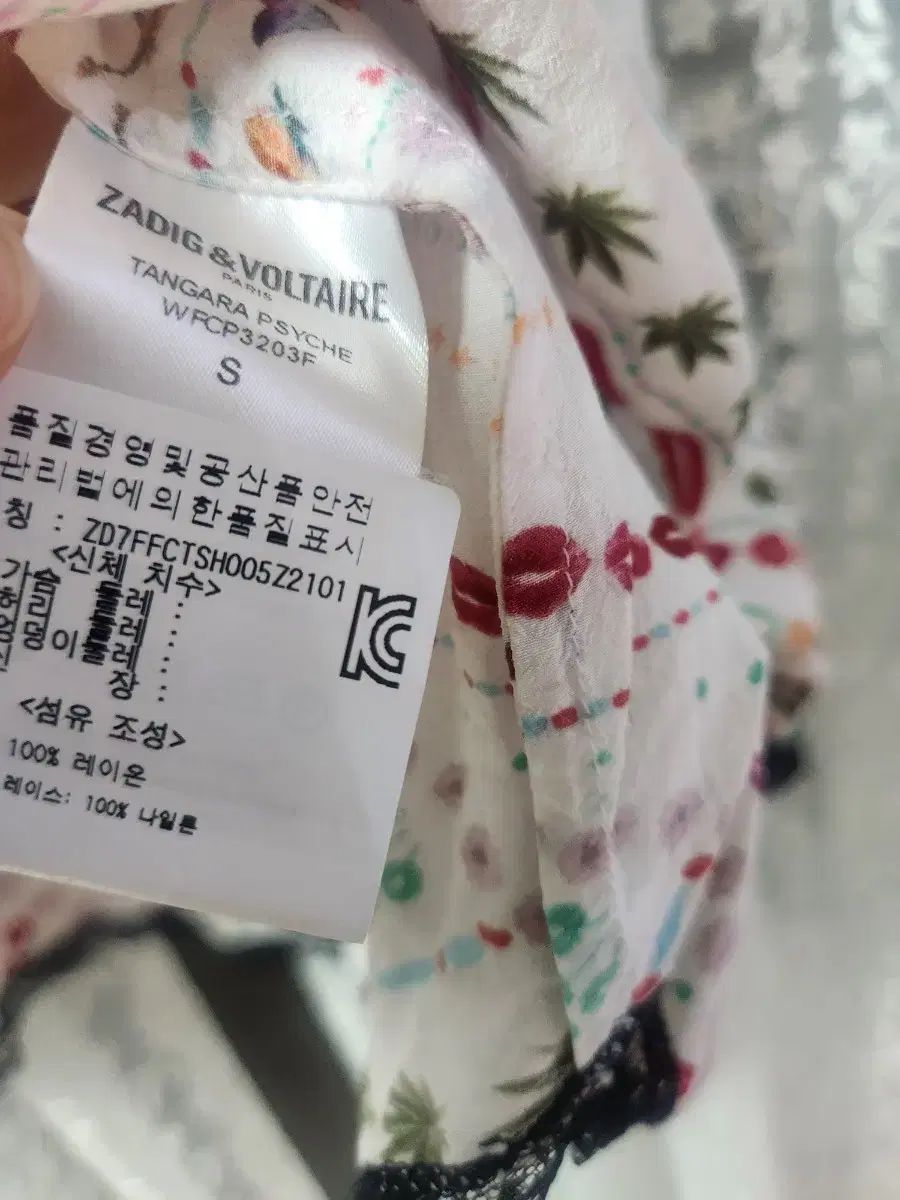 ZADIG & VOLTAIRE
PARIS
TANGARA PSYCHE
WFCP3203F
S
품질경영및공산품안전
관리법에의한품질표시
칭 : ZD7FFCTSH005Z2101
<신체 치수>
가슴 둘레 :
허리 둘레 :
엉덩이둘레 :
신 장 :
<섬유 조성>
100% 레이온
레이스: 100% 나일론